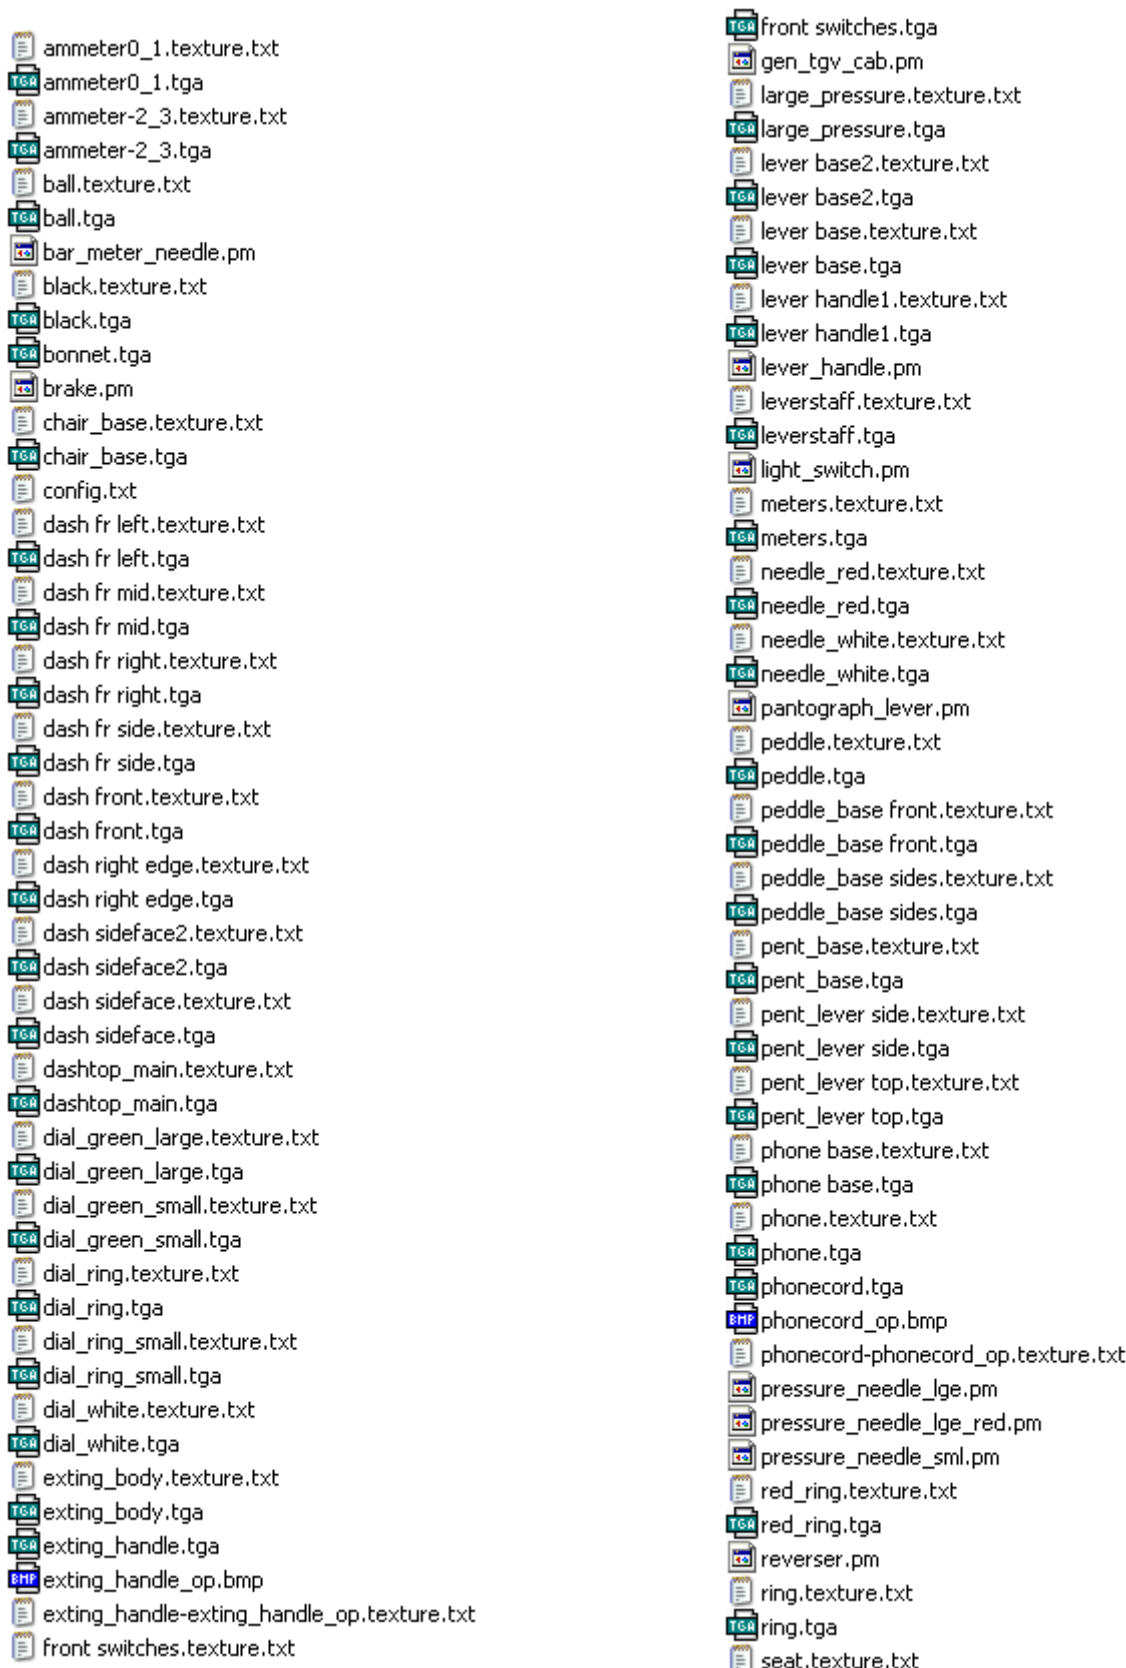 ammeter0_1.texture.txt
ammeter0_1.tga
ammeter-2_3.texture.txt
ammeter-2_3.tga
ball.texture.txt
ball.tga
bar_meter_needle.pm
black.texture.txt
black.tga
bonnet.tga
brake.pm
chair_base.texture.txt
chair_base.tga
config.txt
dash fr left.texture.txt
dash fr left.tga
dash fr mid.texture.txt
dash fr mid.tga
dash fr right.texture.txt
dash fr right.tga
dash fr side.texture.txt
dash fr side.tga
dash front.texture.txt
dash front.tga
dash right edge.texture.txt
dash right edge.tga
dash sideface2.texture.txt
dash sideface2.tga
dash sideface.texture.txt
dash sideface.tga
dashtop_main.texture.txt
dashtop_main.tga
dial_green_large.texture.txt
dial_green_large.tga
dial_green_small.texture.txt
dial_green_small.tga
dial_ring.texture.txt
dial_ring.tga
dial_ring_small.texture.txt
dial_ring_small.tga
dial_white.texture.txt
dial_white.tga
exting_body.texture.txt
exting_body.tga
exting_handle.tga
exting_handle_op.bmp
exting_handle-exting_handle_op.texture.txt
front switches.texture.txt
front switches.tga
gen_tgv_cab.pm
large_pressure.texture.txt
large_pressure.tga
lever base2.texture.txt
lever base2.tga
lever base.texture.txt
lever base.tga
lever handle1.texture.txt
lever handle1.tga
lever_handle.pm
leverstaff.texture.txt
leverstaff.tga
light_switch.pm
meters.texture.txt
meters.tga
needle_red.texture.txt
needle_red.tga
needle_white.texture.txt
needle_white.tga
pantograph_lever.pm
peddle.texture.txt
peddle.tga
peddle_base front.texture.txt
peddle_base front.tga
peddle_base sides.texture.txt
peddle_base sides.tga
pent_base.texture.txt
pent_base.tga
pent_lever side.texture.txt
pent_lever side.tga
pent_lever top.texture.txt
pent_lever top.tga
phone base.texture.txt
phone base.tga
phone.texture.txt
phone.tga
phonecord.tga
phonecord_op.bmp
phonecord-phonecord_op.texture.txt
pressure_needle_lge.pm
pressure_needle_lge_red.pm
pressure_needle_sml.pm
red_ring.texture.txt
red_ring.tga
reverser.pm
ring.texture.txt
ring.tga
seat.texture.txt